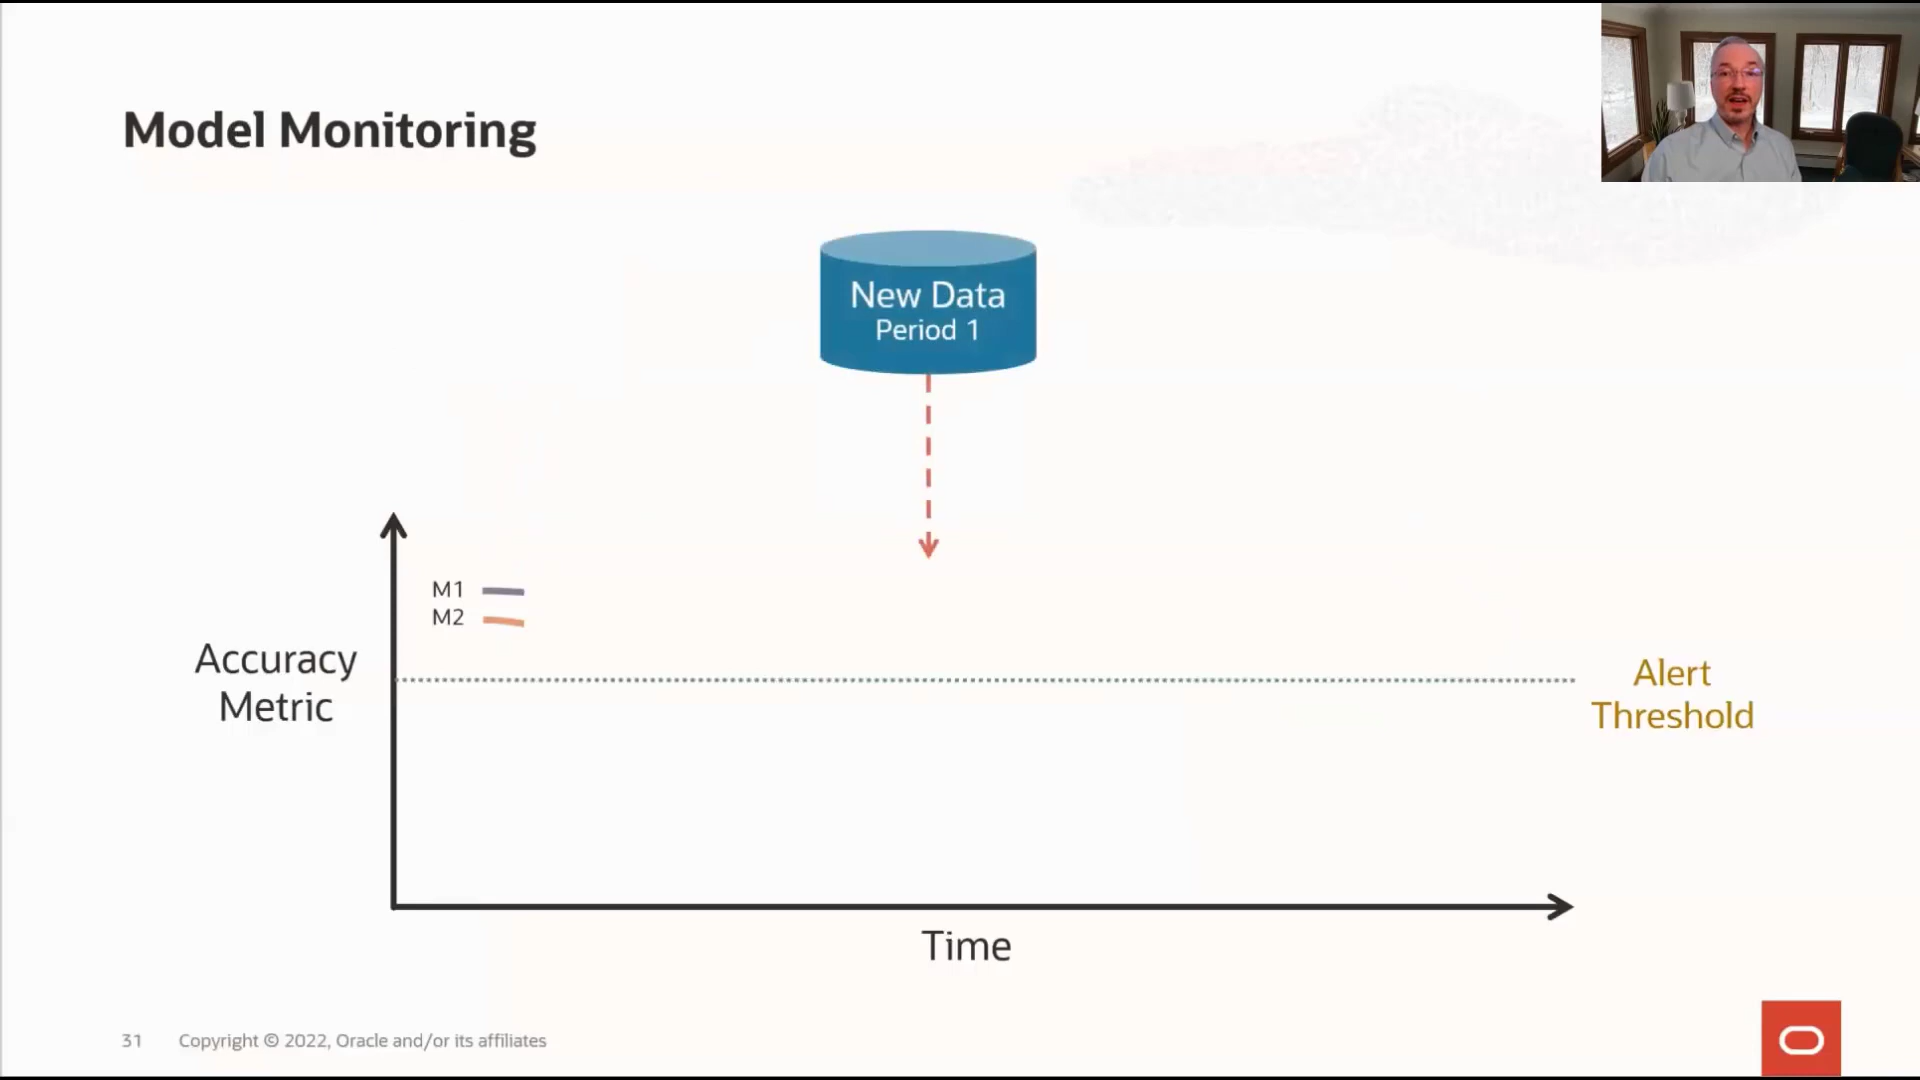 Model Monitoring
New Data
Period 1
M1
M2
Accuracy
Metric
Alert
Threshold
Time
31 Copyright © 2022, Oracle and/or its affiliates